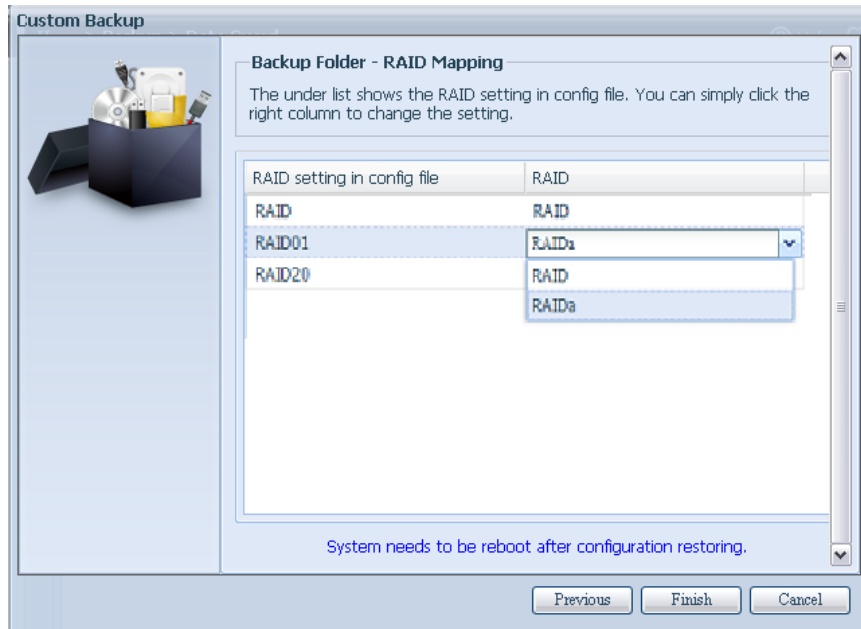 Custom Backup
Backup Folder - RAID Mapping
The under list shows the RAID setting in config file. You can simply click the
right column to change the setting.
RAID setting in config file RAID
RAID RAID
RAID01 RAIDa
RAID20 RAID
RAIDa
System needs to be reboot after configuration restoring.
Previous Finish Cancel